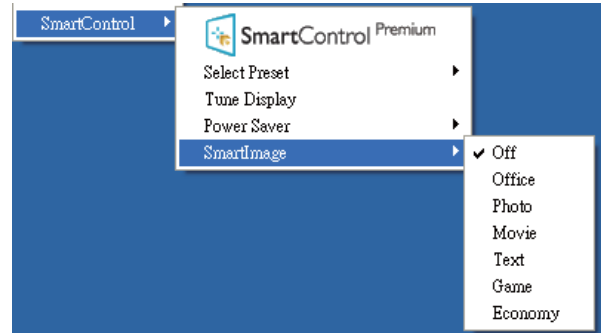 SmartControl
SmartControl Premium
Select Preset
Tune Display
Power Saver
SmartImage
Off
Office
Photo
Movie
Text
Game
Economy